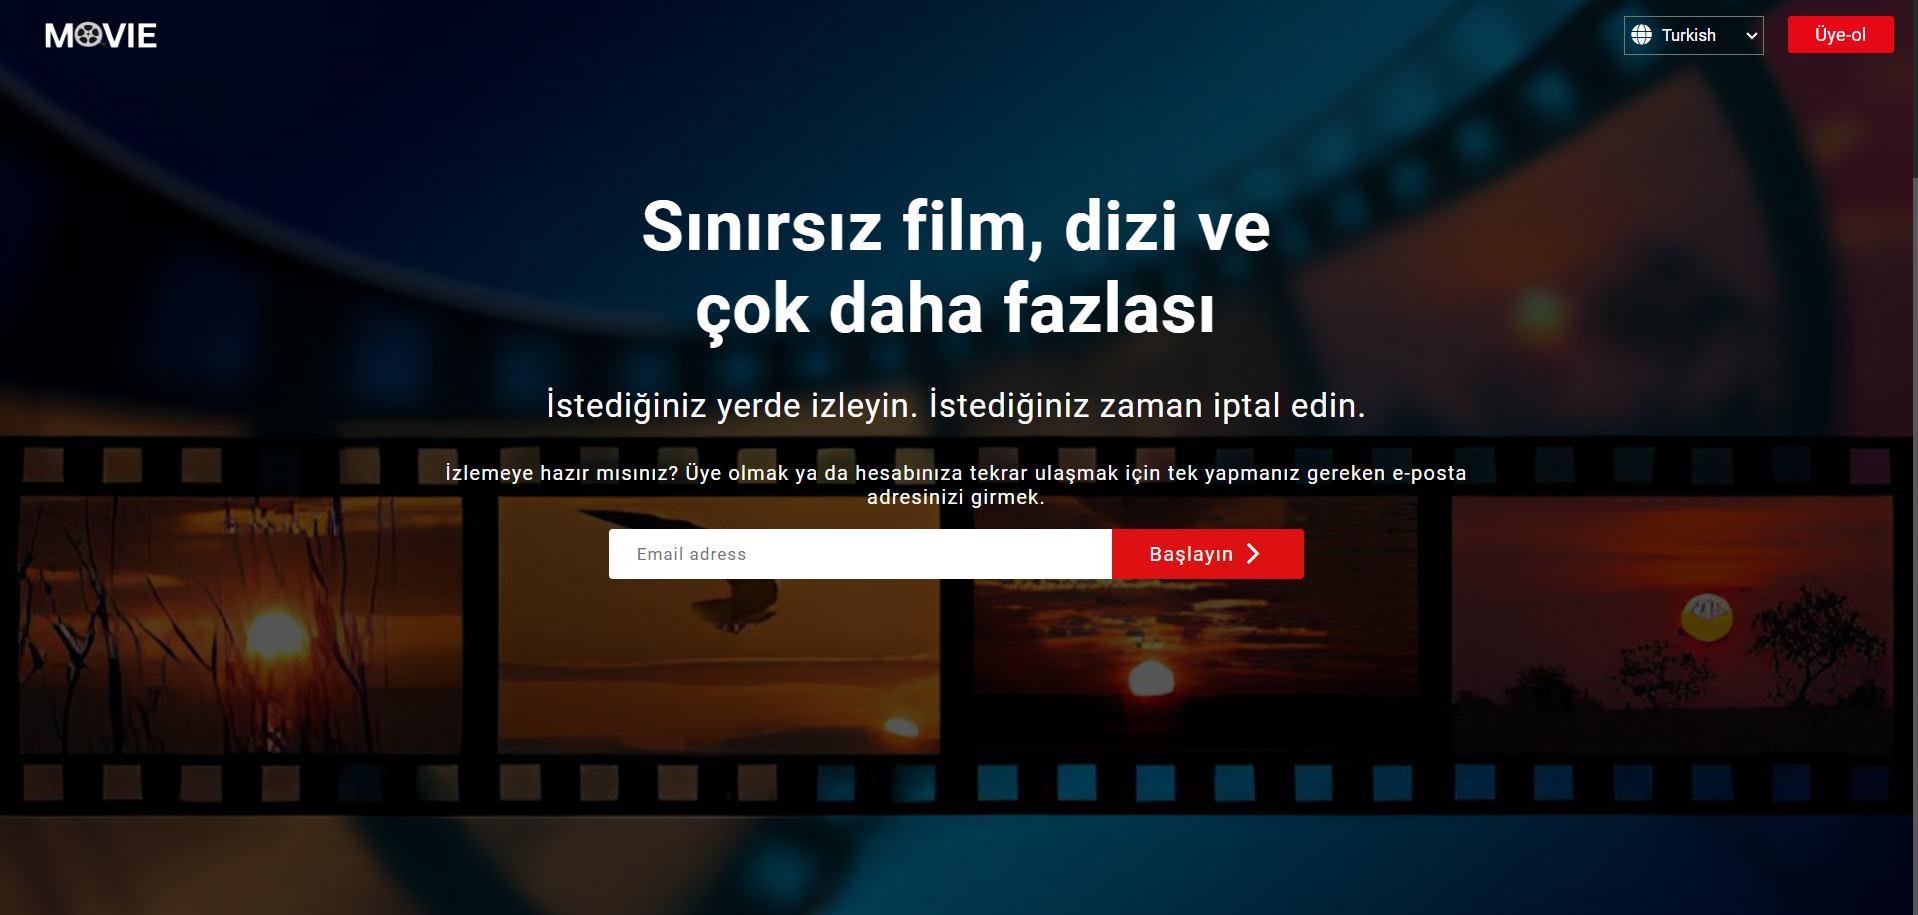 MOVIE
Turkish
Üye-ol
Sınırsız film, dizi ve
çok daha fazlası
İstediğiniz yerde izleyin. İstediğiniz zaman iptal edin.
İzlemeye hazır mısınız? Üye olmak ya da hesabınıza tekrar ulaşmak için tek yapmanız gereken e-posta
adresinizi girmek.
Email adress
Başlayın